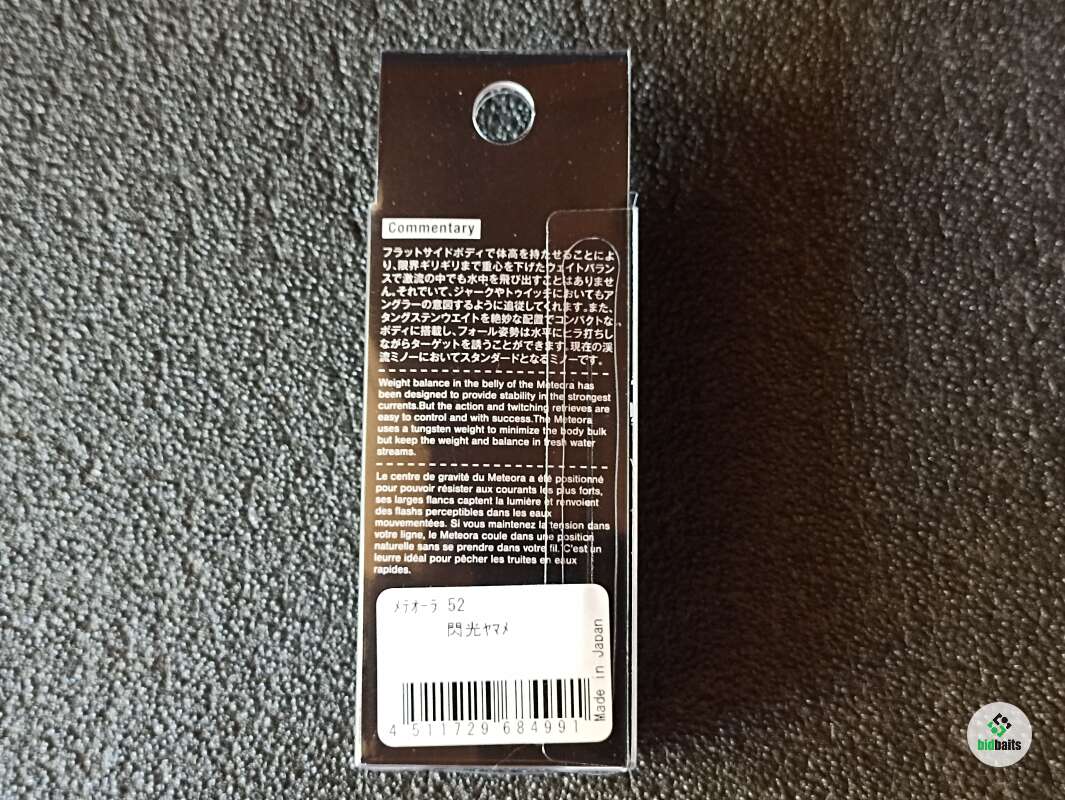 Commentary
フラットサイドボディで体高を持たせることによ
り、限界ギリギリまで重心を下げたウェイトバラン
スで激流の中でも水中を飛び出すことはありませ
ん。それでいて、ジャークやトゥイッチにおいてもア
ングラーの意図するように追従してくれます。また、
タングステンウエイトを絶妙な配置でコンパクトな
ボディに搭載し、フォール姿勢は水平にヒラ打ちし
ながらターゲットを誘うことができます。現在の渓
流ミノーにおいてスタンダードとなるミノーです。
Weight balance in the belly of the Meteora has
been designed to provide stability in the strongest
currents.But the action and twitching retrieves are
easy to control and with success.The Meteora
uses a tungsten weight to minimize the body bulk
but keep the weight and balance in fresh water
streams.
Le centre de gravité du Meteora a été positionné
pour pouvoir résister aux courants les plus forts,
ses larges flancs captent la lumière et renvoient
des flashs perceptibles dans les eaux
mouvementées. Si vous maintenez la tension dans
votre ligne, le Meteora coule dans une position
naturelle sans se prendre dans votre fil. C'est un
leurre idéal pour pêcher les truites en eaux
rapides.
ﾒﾃｵｰﾗ 52
閃光ﾔﾏﾒ
4 511729 684991
Made in Japan
bidbaits